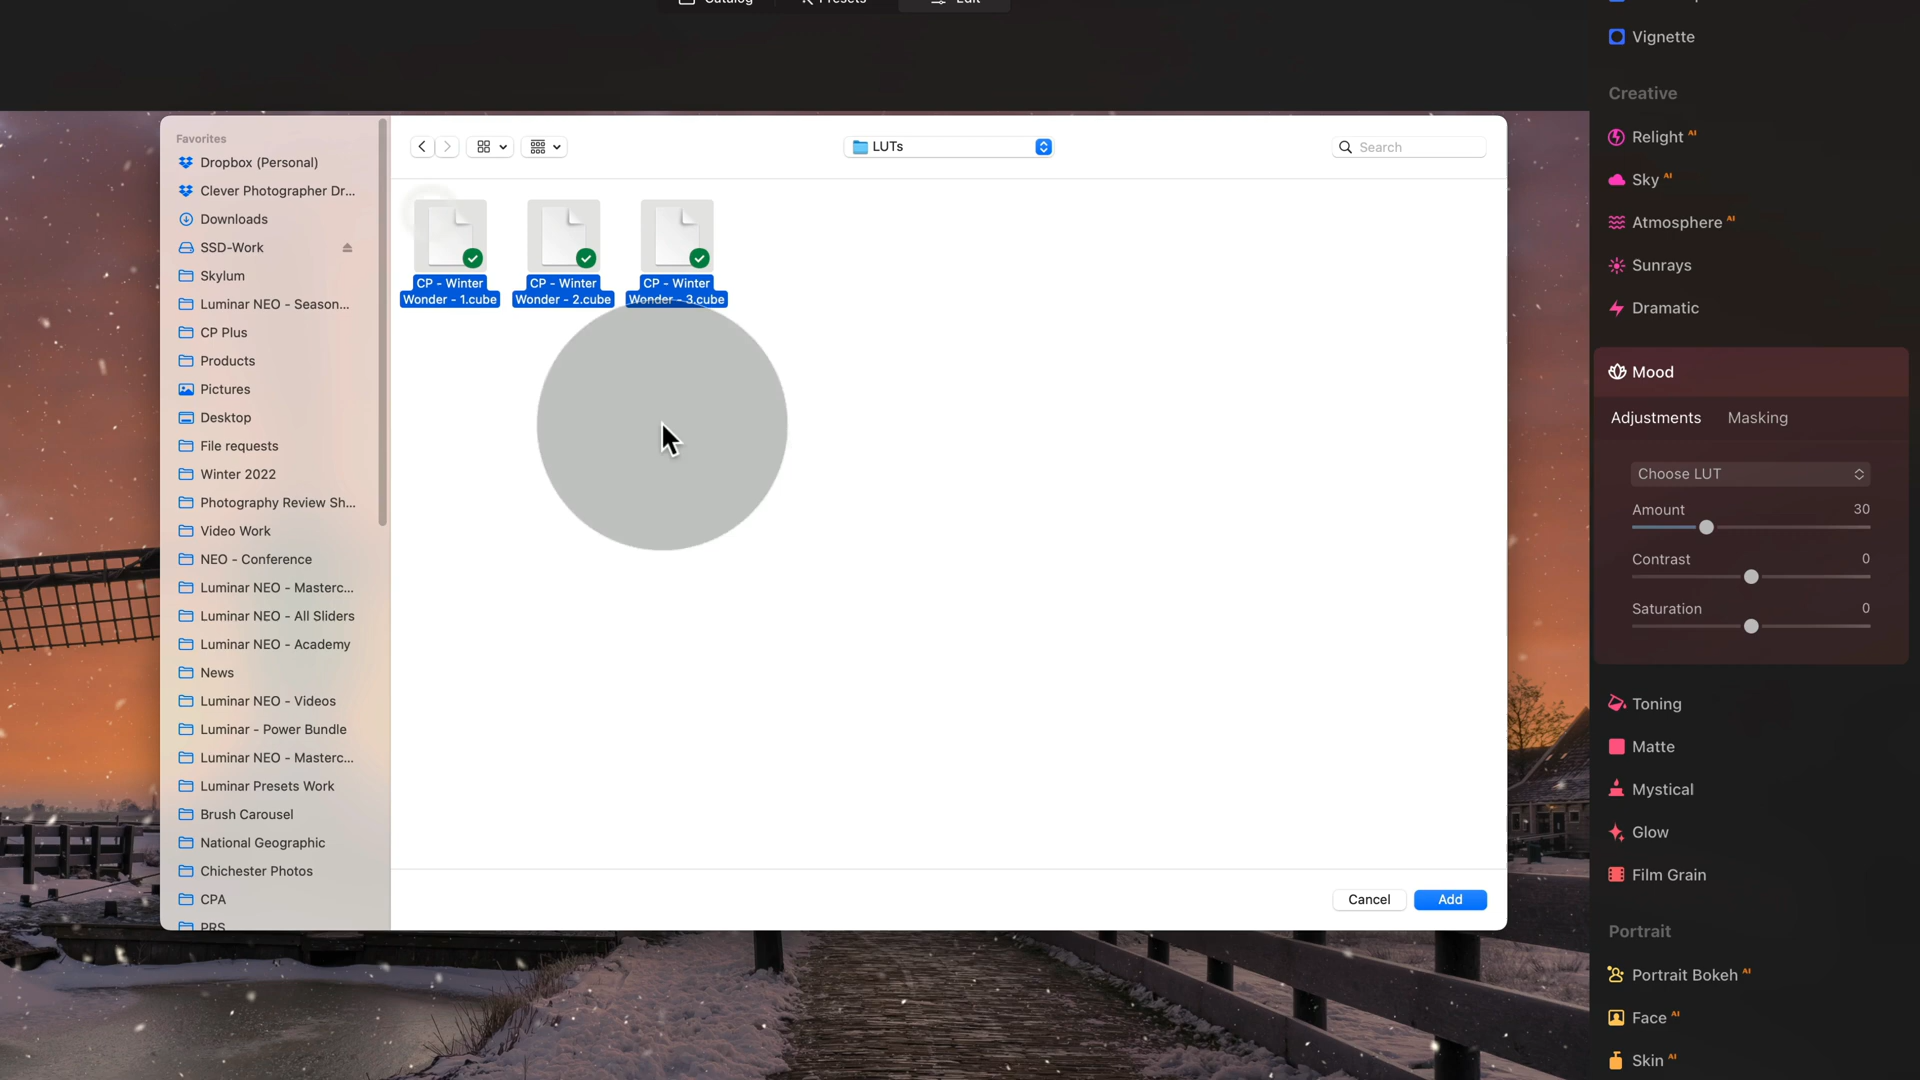 Catalog
Presets
Edit
Vignette
Creative
Relight AI
Sky AI
Atmosphere AI
Sunrays
Dramatic
Mood
Adjustments Masking
Choose LUT
Amount 30
Contrast 0
Saturation 0
Toning
Matte
Mystical
Glow
Film Grain
Portrait
Portrait Bokeh AI
Face AI
Skin AI
Favorites
Dropbox (Personal)
Clever Photographer Dr...
Downloads
SSD-Work
Skylum
Luminar NEO - Season...
CP Plus
Products
Pictures
Desktop
File requests
Winter 2022
Photography Review Sh...
Video Work
NEO - Conference
Luminar NEO - Masterc...
Luminar NEO - All Sliders
Luminar NEO - Academy
News
Luminar NEO - Videos
Luminar - Power Bundle
Luminar NEO - Masterc...
Luminar Presets Work
Brush Carousel
National Geographic
Chichester Photos
CPA
PRS
LUTs
Search
CP - Winter
Wonder - 1.cube
CP - Winter
Wonder - 2.cube
CP - Winter
Wonder - 3.cube
Cancel
Add